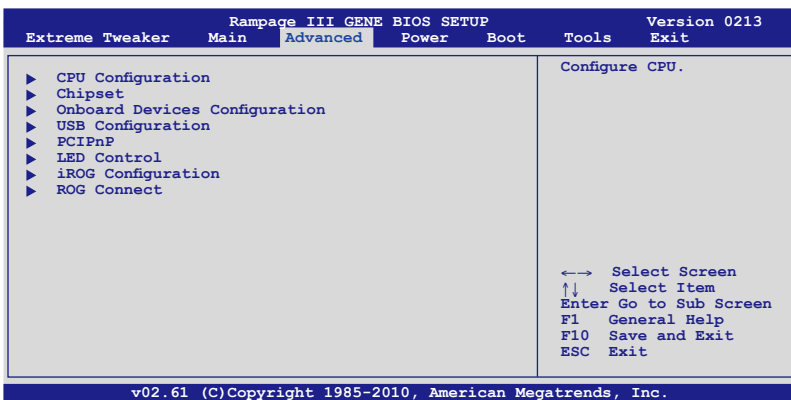 Rampage III GENE BIOS SETUP Version 0213
Extreme Tweaker Main Advanced Power Boot Tools Exit
CPU Configuration
Chipset
Onboard Devices Configuration
USB Configuration
PCIPnP
LED Control
iROG Configuration
ROG Connect
Configure CPU.
←→ Select Screen
↑↓ Select Item
Enter Go to Sub Screen
F1 General Help
F10 Save and Exit
ESC Exit
v02.61 (C)Copyright 1985-2010, American Megatrends, Inc.